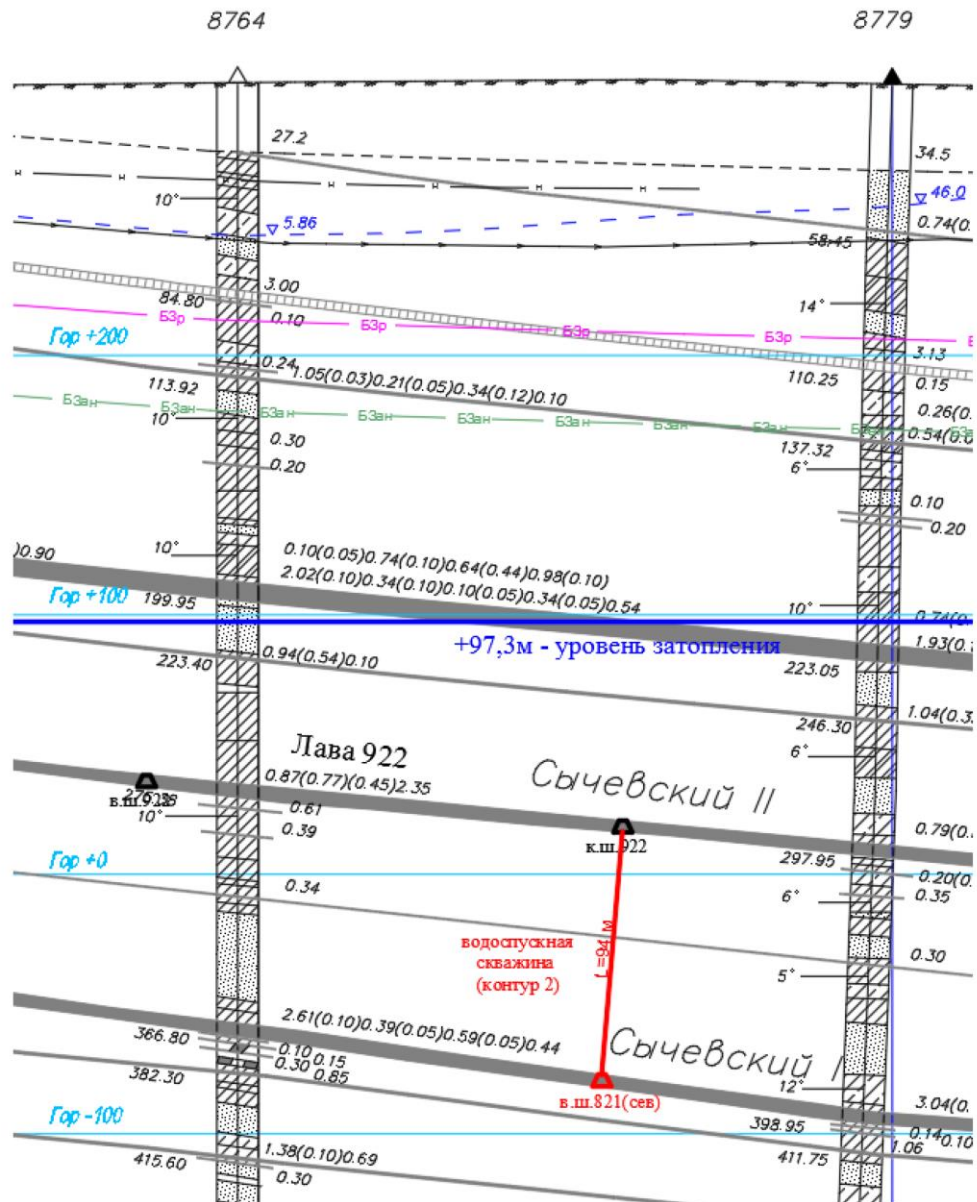 8764
8779
27.2
34.5
н
н
н
н
н
10°
46.0
5.86
0.74(0.
58.45
3.00
14°
84.80
0.10
БЗр
БЗр
БЗр
БЗр
Гор +200
3.13
0.24
1.05(0.03)0.21(0.05)0.34(0.12)0.10
110.25
0.15
113.92
БЗан
БЗан
БЗан
БЗан
БЗан
БЗан
БЗан
0.26(0.
10°
0.54(0.0
0.30
137.32
0.20
6°
0.10
0.20
10°
)0.90
0.10(0.05)0.74(0.10)0.64(0.44)0.98(0.10)
2.02(0.10)0.34(0.10)0.10(0.05)0.34(0.05)0.54
Гор +100
199.95
10°
+97,3м - уровень затопления
1.93(0.
223.40
0.94(0.54)0.10
223.05
1.04(0.3
246.30
Лава 922
6°
0.87(0.77)(0.45)2.35
Сычевский II
в.ш.922
0.61
10°
0.39
к.ш.922
0.79(0.
Гор +0
297.95
0.20(0.
0.34
6°
0.35
водоспускная
скважина
(контур 2)
L=94 м
0.30
5°
2.61(0.10)0.39(0.05)0.59(0.05)0.44
366.80
0.10
0.15
Сычевский I
0.30
0.85
382.30
12°
в.ш.821(сев)
3.04(0.
Гор -100
398.95
0.14
0.10
1.06
1.38(0.10)0.69
411.75
415.60
0.30